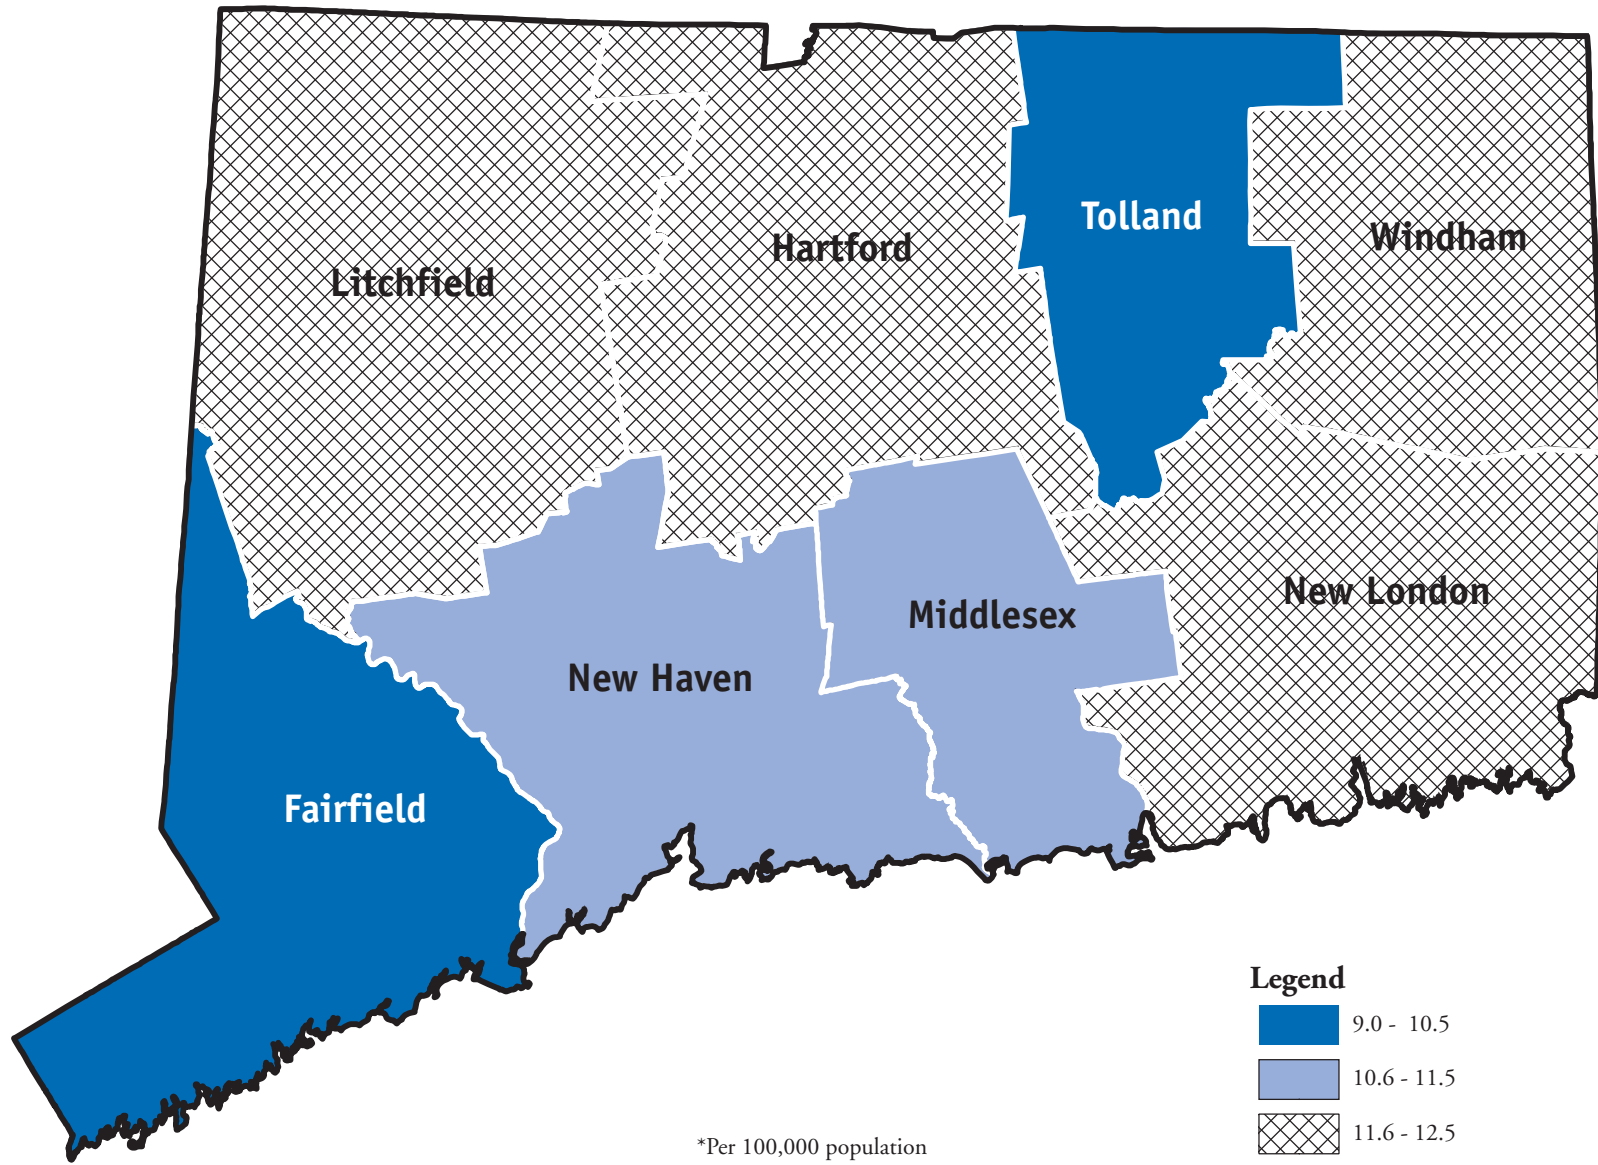 Tolland
Windham
Hartford
Litchfield
New London
Middlesex
New Haven
Fairfield
Legend
9.0 - 10.5
10.6 - 11.5
11.6 - 12.5
*Per 100,000 population